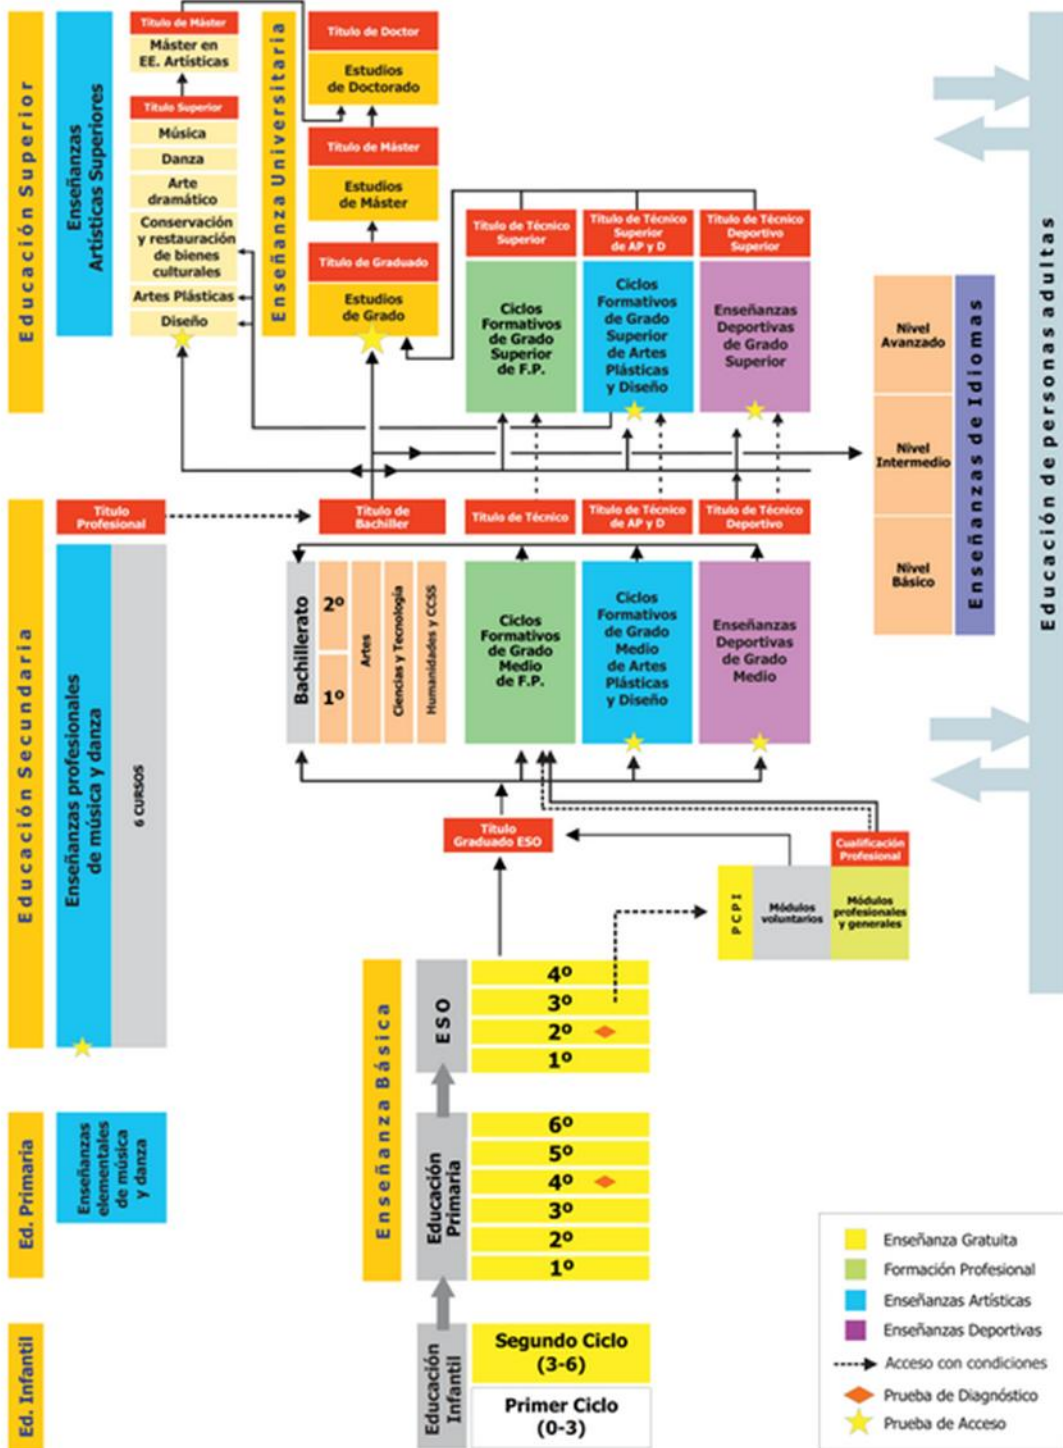 Educación Superior
Enseñanzas
Artísticas Superiores
Título de Máster
Máster en
EE. Artísticas
Título Superior
Música
Danza
Arte
dramático
Conservación
y restauración
de bienes
culturales
Artes Plásticas
Diseño
Enseñanza Universitaria
Título de Doctor
Estudios
de Doctorado
Título de Máster
Estudios
de Máster
Título de Graduado
Estudios
de Grado
Título de Técnico
Superior
Ciclos
Formativos
de Grado
Superior
de F.P.
Título de Técnico
Superior
de AP y D
Ciclos
Formativos
de Grado
Superior
de Artes
Plásticas
y Diseño
Título de Técnico
Deportivo
Superior
Enseñanzas
Deportivas
de Grado
Superior
Nivel
Avanzado
Nivel
Intermedio
Nivel
Básico
Enseñanzas de Idiomas
Educación de personas adultas
Educación Secundaria
Título
Profesional
Enseñanzas profesionales
de música y danza
6 CURSOS
Título de
Bachiller
Bachillerato
2º
1º
Artes
Ciencias y Tecnología
Humanidades y CCSS
Título de Técnico
Ciclos
Formativos
de Grado
Medio
de F.P.
Título de Técnico
de AP y D
Ciclos
Formativos
de Grado
Medio
de Artes
Plásticas
y Diseño
Título de Técnico
Deportivo
Enseñanzas
Deportivas
de Grado
Medio
Título
Graduado ESO
Cualificación
Profesional
PCPI
Módulos
voluntarios
Módulos
profesionales
y generales
Enseñanza Básica
ESO
4º
3º
2º
1º
Ed. Primaria
Enseñanzas
elementales
de música
y danza
Educación
Primaria
6º
5º
4º
3º
2º
1º
Ed. Infantil
Educación
Infantil
Segundo Ciclo
(3-6)
Primer Ciclo
(0-3)
Enseñanza Gratuita
Formación Profesional
Enseñanzas Artísticas
Enseñanzas Deportivas
Acceso con condiciones
Prueba de Diagnóstico
Prueba de Acceso